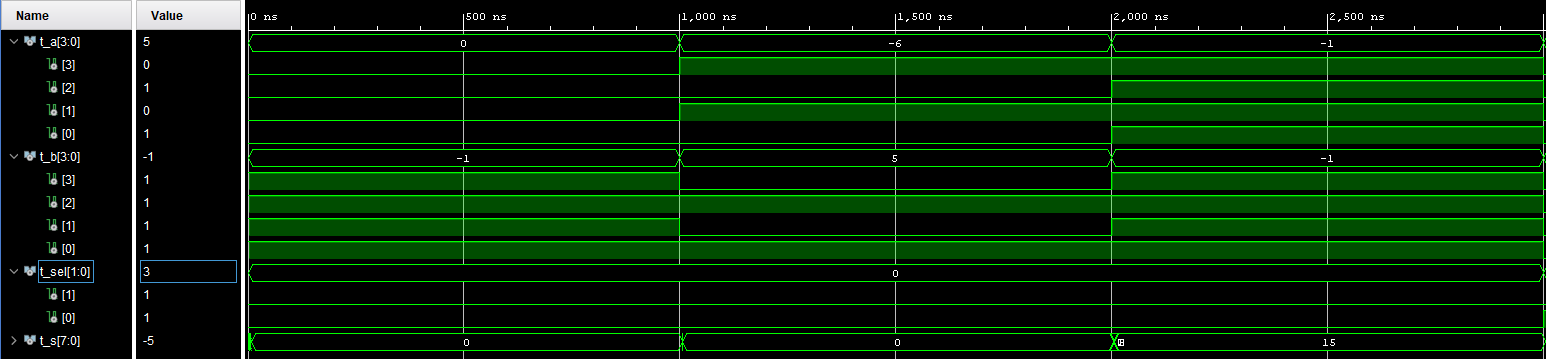 Name Value 0 ns 500 ns 1,000 ns 1,500 ns 2,000 ns 2,500 ns
t_a[3:0] 5 0 -6 -1
[3] 0
[2] 1
[1] 0
[0] 1
t_b[3:0] -1 -1 5 -1
[3] 1
[2] 1
[1] 1
[0] 1
t_sel[1:0] 3 0
[1] 1
[0] 1
t_s[7:0] -5 0 0 15